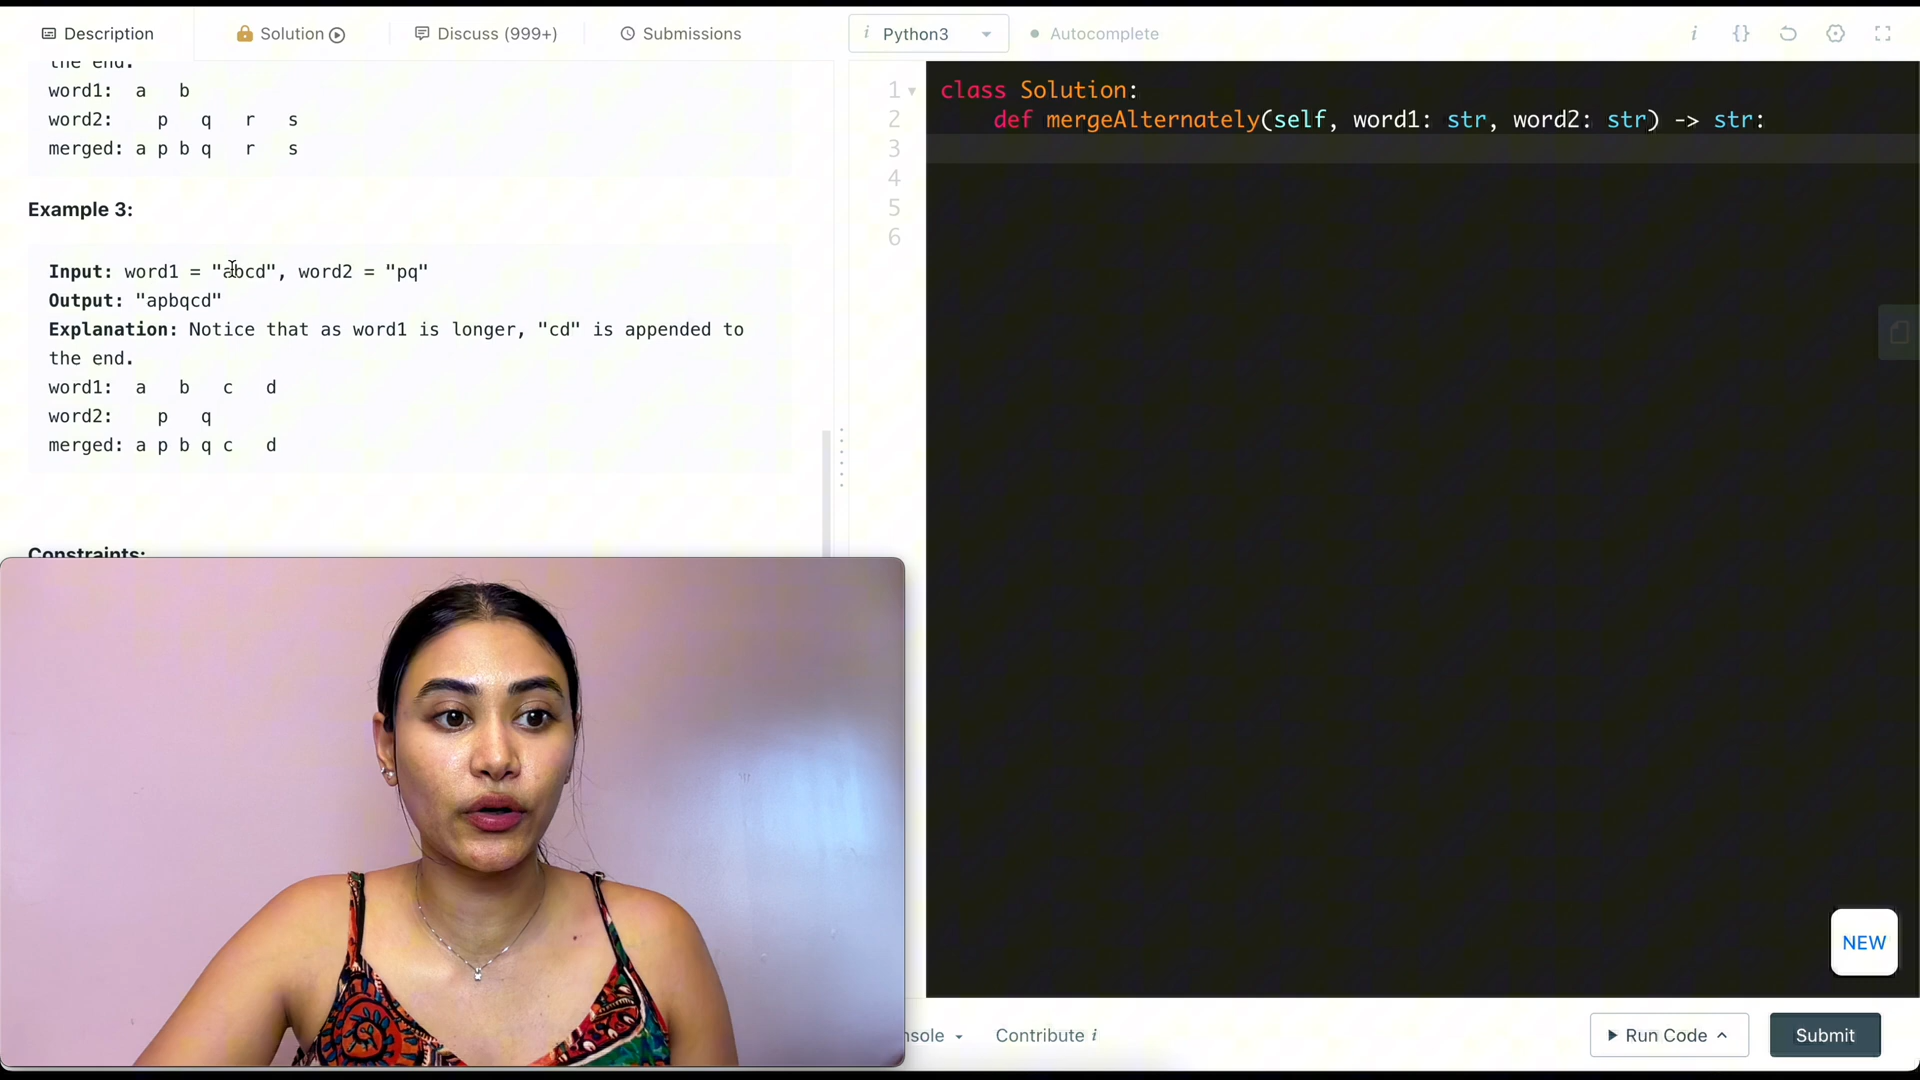 Description
Solution
Discuss (999+)
Submissions
i Python3
Autocomplete
i {}
the end.
word1: a b
word2: p q r s
merged: a p b q r s
Example 3:
Input: word1 = "abcd", word2 = "pq"
Output: "apbqcd"
Explanation: Notice that as word1 is longer, "cd" is appended to
the end.
word1: a b c d
word2: p q
merged: a p b q c d
Constraints:
1 class Solution:
2 def mergeAlternately(self, word1: str, word2: str) -> str:
3
4
5
6
NEW
nsole
Contribute i
Run Code
Submit